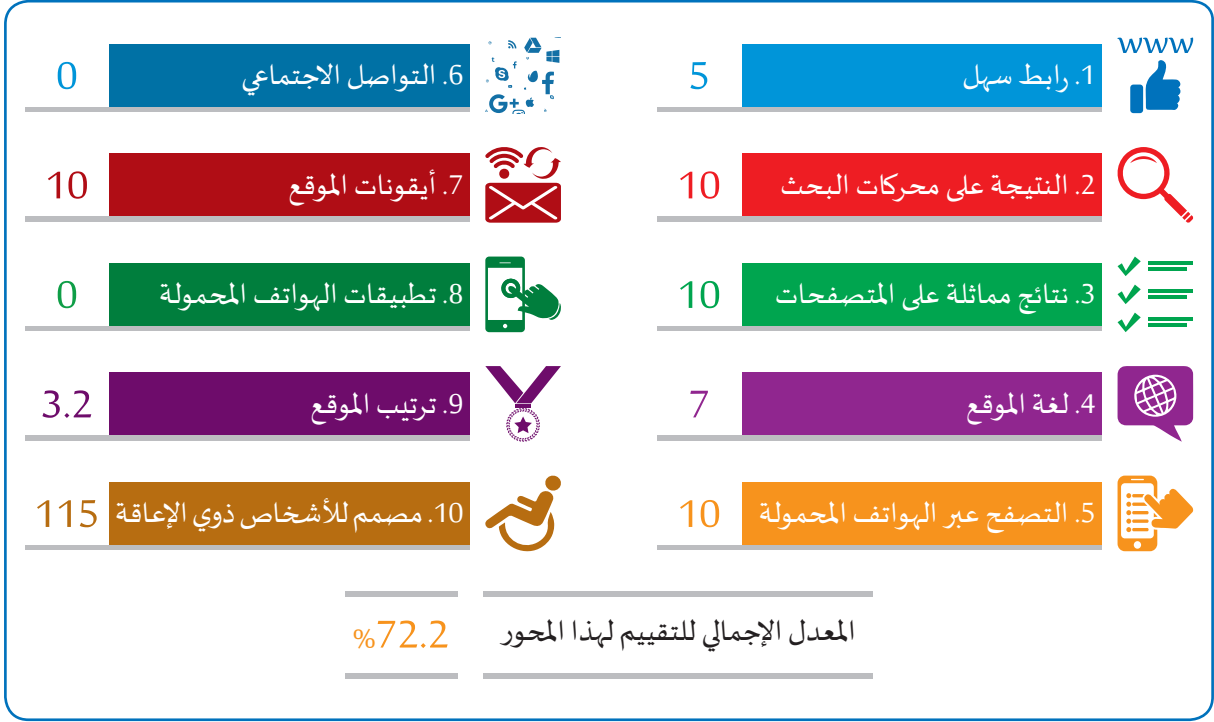 www
1. رابط سهل
5
2. النتيجة على محركات البحث
10
3. نتائج مماثلة على المتصفحات
10
4. لغة الموقع
7
5. التصفح عبر الهواتف المحمولة
10
6. التواصل الاجتماعي
0
7. أيقونات الموقع
10
8. تطبيقات الهواتف المحمولة
0
9. ترتيب الموقع
3.2
10. مصمم للأشخاص ذوي الإعاقة
115
المعدل الإجمالي للتقييم لهذا المحور
%72.2